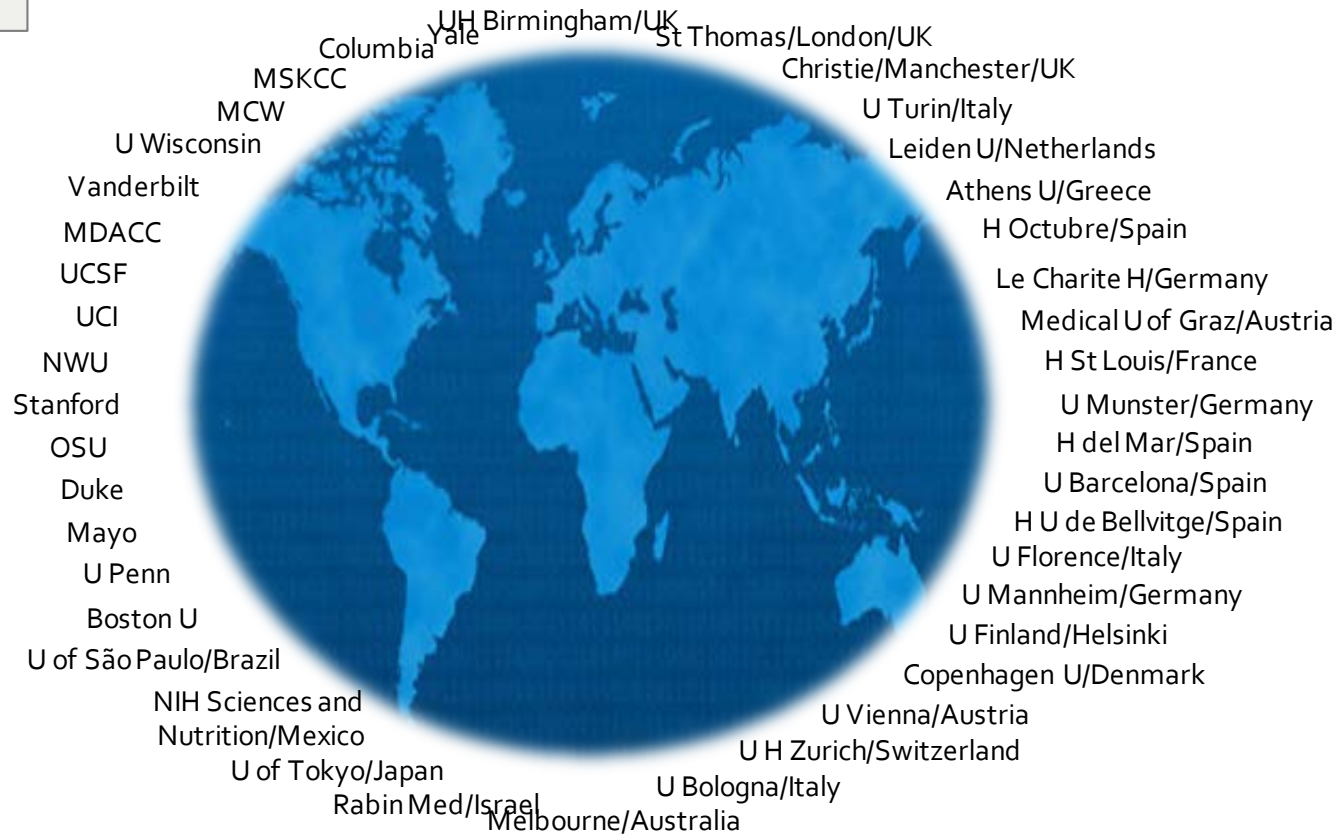 UH Birmingham/UK
Yale
St Thomas/London/UK
Columbia
Christie/Manchester/UK
MSKCC
U Turin/Italy
MCW
U Wisconsin
Leiden U/Netherlands
Vanderbilt
Athens U/Greece
MDACC
H Octubre/Spain
UCSF
Le Charite H/Germany
UCI
Medical U of Graz/Austria
NWU
H St Louis/France
Stanford
U Munster/Germany
OSU
H del Mar/Spain
Duke
U Barcelona/Spain
Mayo
H U de Bellvitge/Spain
U Penn
U Florence/Italy
Boston U
U Mannheim/Germany
U of São Paulo/Brazil
U Finland/Helsinki
NIH Sciences and
Nutrition/Mexico
Copenhagen U/Denmark
U Vienna/Austria
U of Tokyo/Japan
U H Zurich/Switzerland
Rabin Med/Israel
U Bologna/Italy
Melbourne/Australia